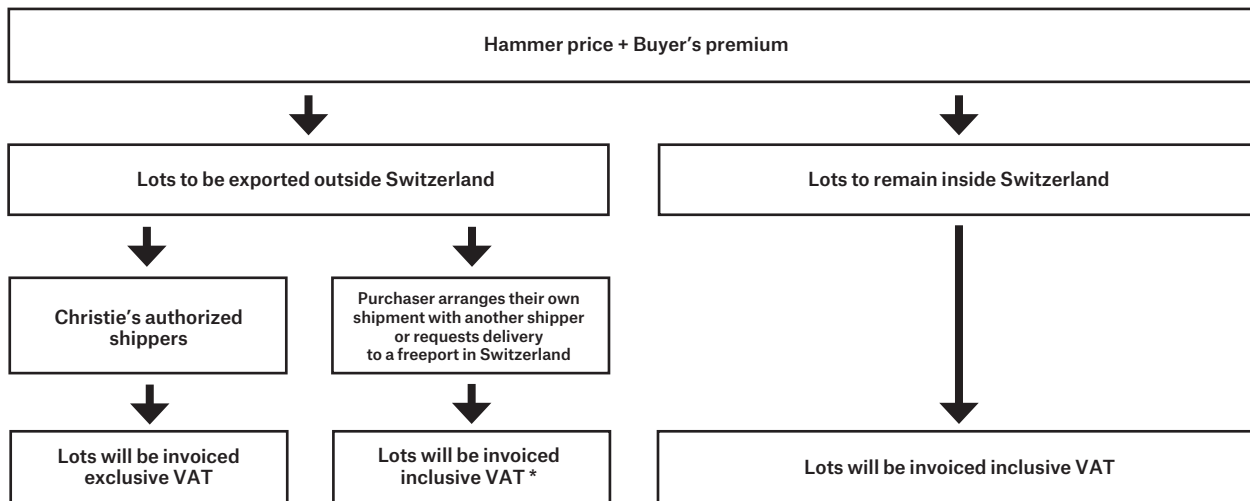 Hammer price + Buyer’s premium
Lots to be exported outside Switzerland
Lots to remain inside Switzerland
Christie’s authorized
shippers
Purchaser arranges their own
shipment with another shipper
or requests delivery
to a freeport in Switzerland
Lots will be invoiced
exclusive VAT
Lots will be invoiced
inclusive VAT *
Lots will be invoiced inclusive VAT